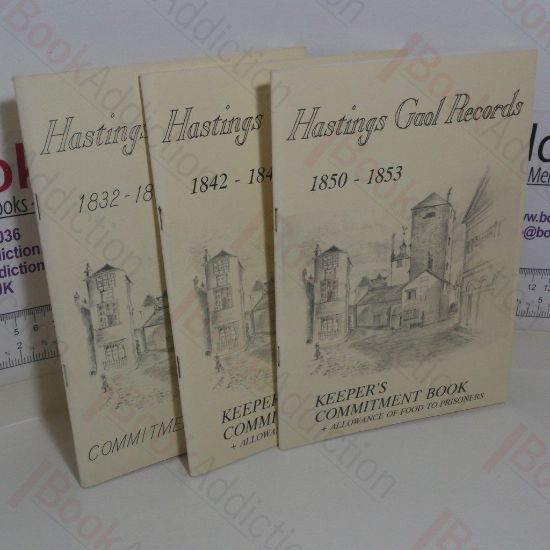 Hastings
1832 - 18
COMMITME
Hastings
1842 - 184
KEEPER'
COMMI
+ ALLOWA
Hastings Gaol Records
1850 - 1853
KEEPER'S
COMMITMENT BOOK
+ ALLOWANCE OF FOOD TO PRISONERS
BookAddiction